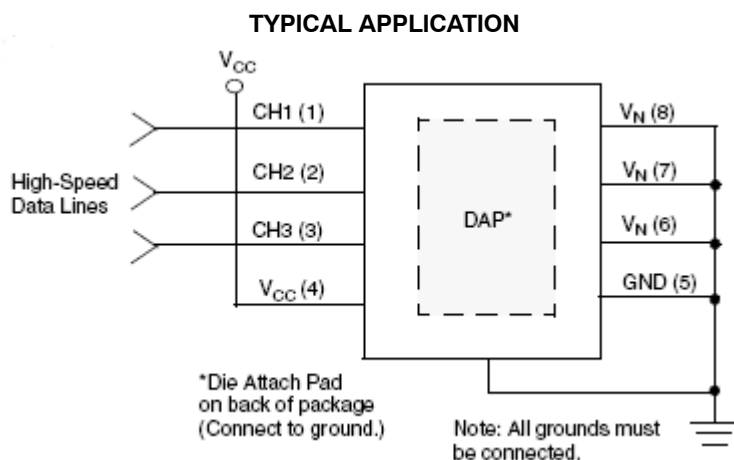 TYPICAL APPLICATION
VCC
CH1 (1)
CH2 (2)
CH3 (3)
VCC (4)
High-Speed
Data Lines
DAP*
VN (8)
VN (7)
VN (6)
GND (5)
*Die Attach Pad
on back of package
(Connect to ground.)
Note: All grounds must
be connected.